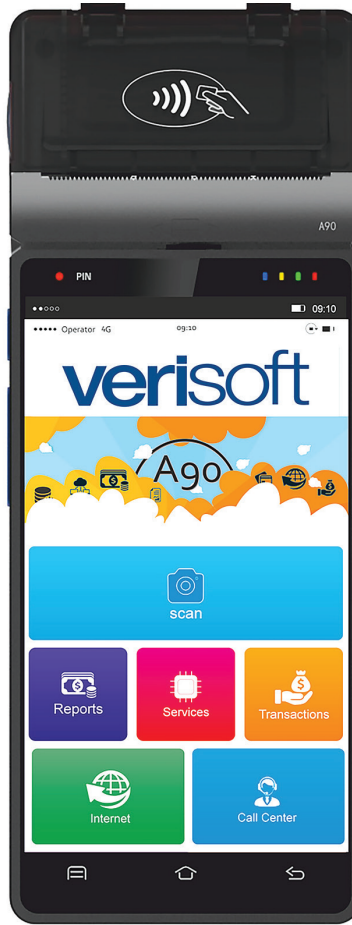 A90
PIN
09:10
Operator 4G 09:10
verisoft
A90
scan
Reports
Services
Transactions
Internet
Call Center